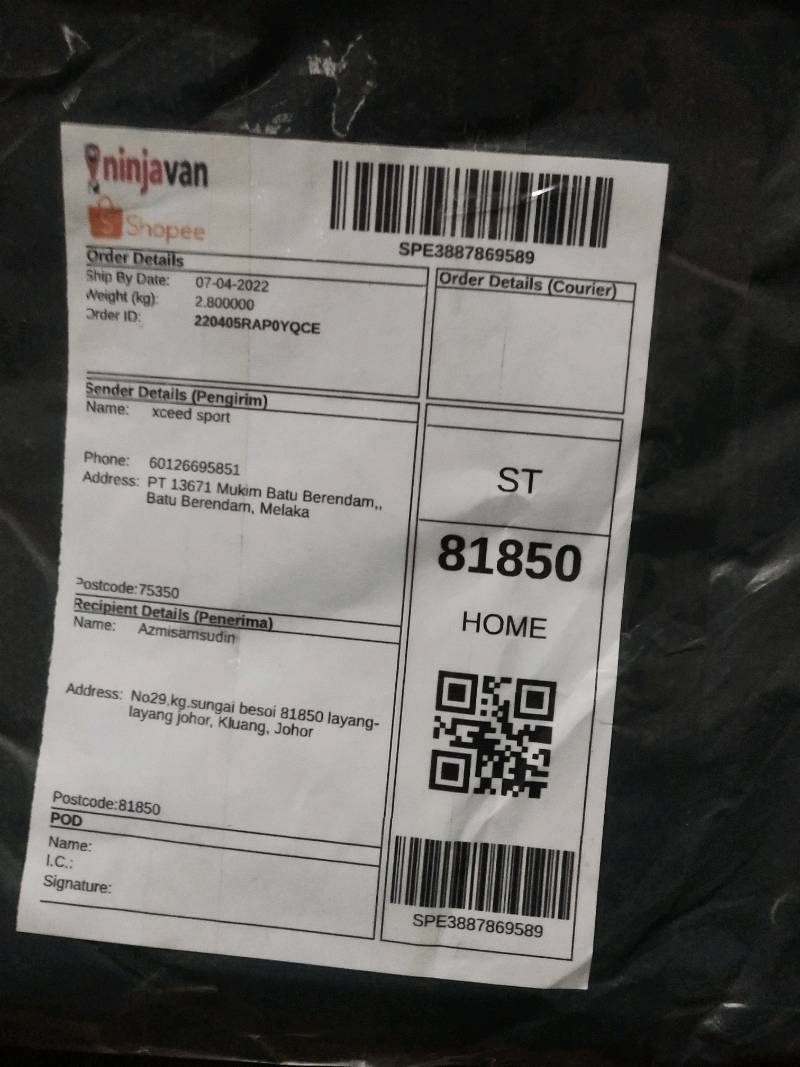 ninjavan
Shopee
SPE3887869589
Order Details
Ship By Date: 07-04-2022
Weight (kg): 2.800000
Order ID: 220405RAP0YQCE
Order Details (Courier)
Sender Details (Pengirim)
Name: xceed sport
Phone: 60126695851
Address: PT 13671 Mukim Batu Berendam,,
Batu Berendam, Melaka
Postcode:75350
Recipient Details (Penerima)
Name: Azmisamsudin
Address: No29,kg.sungai besoi 81850 layang-
layang johor, Kluang, Johor
Postcode:81850
POD
Name:
I.C.:
Signature:
ST
81850
HOME
SPE3887869589